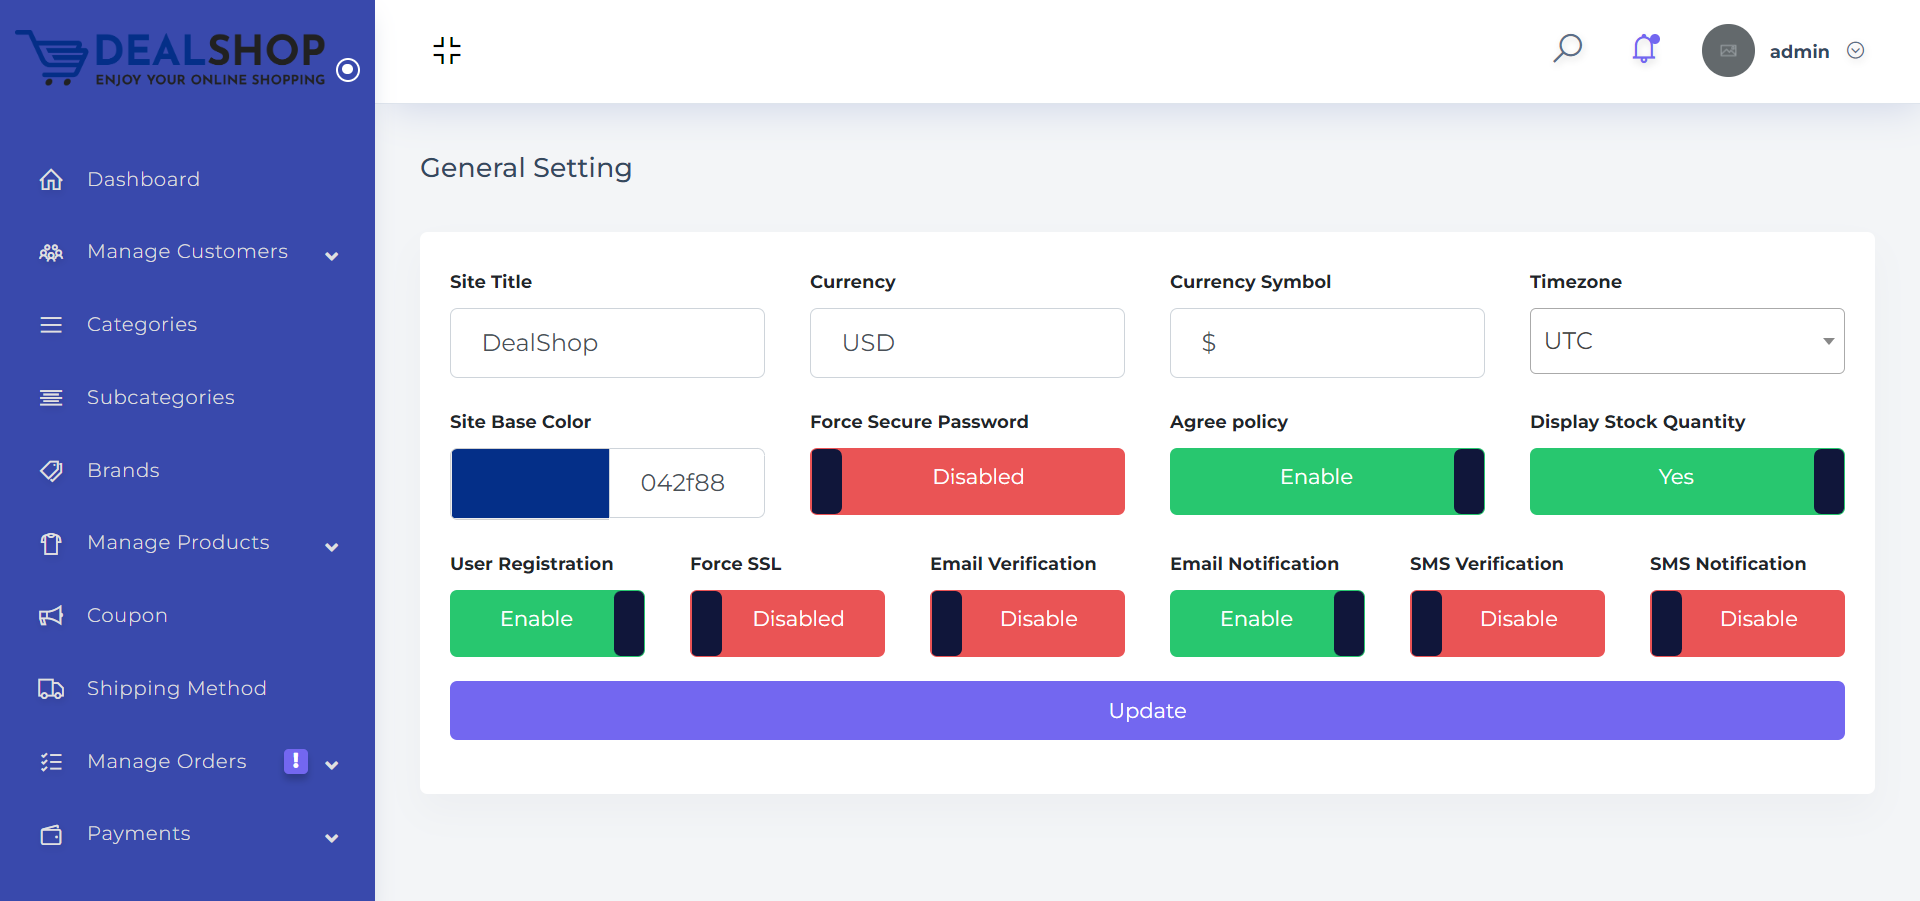 DEALSHOP
ENJOY YOUR ONLINE SHOPPING
admin
Dashboard
Manage Customers
Categories
Subcategories
Brands
Manage Products
Coupon
Shipping Method
Manage Orders !
Payments
General Setting
Site Title Currency Currency Symbol Timezone
DealShop USD $ UTC
Site Base Color Force Secure Password Agree policy Display Stock Quantity
042f88 Disabled Enable Yes
User Registration Force SSL Email Verification Email Notification SMS Verification SMS Notification
Enable Disabled Disable Enable Disable Disable
Update